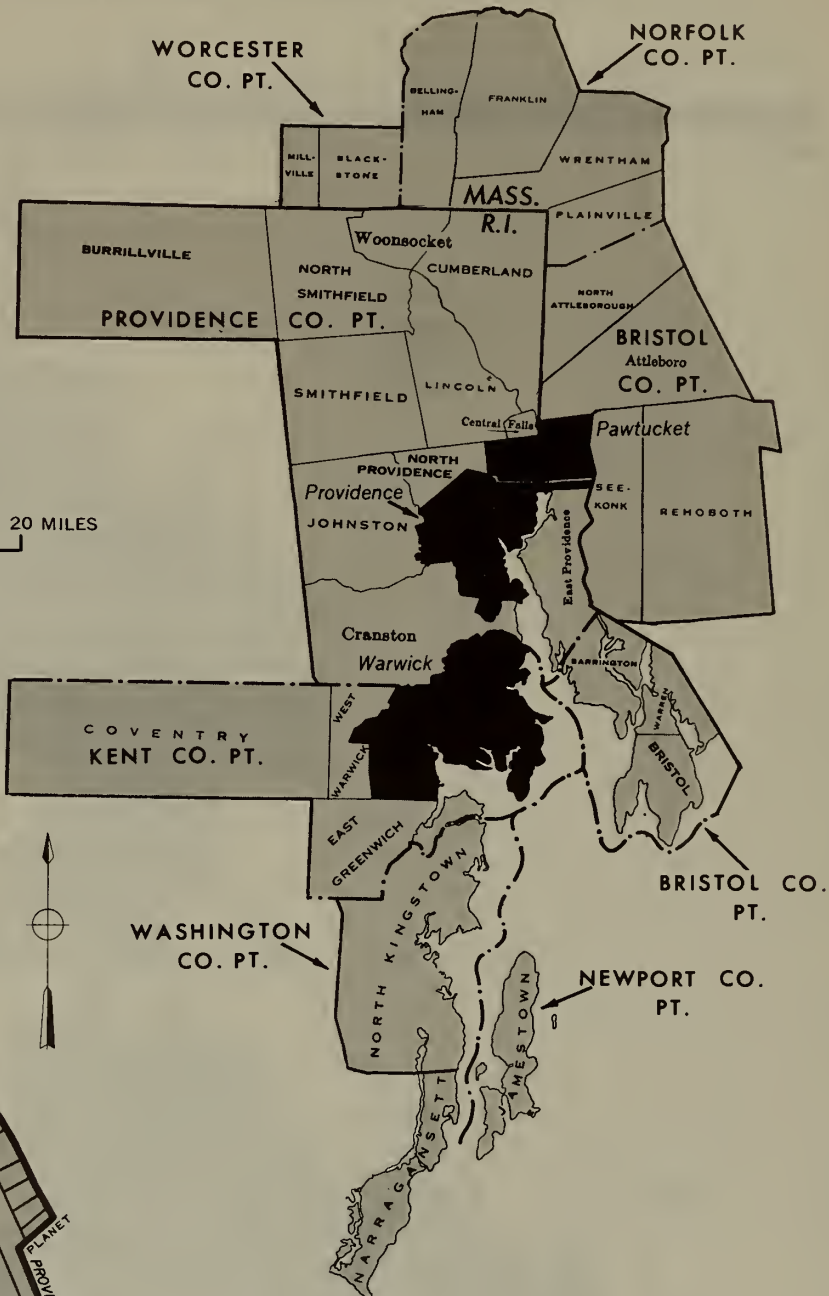 WORCESTER
CO. PT.
NORFOLK
CO. PT.
BELLING-
HAM
FRANKLIN
MILL-
VILLE
BLACK-
STONE
WRENTHAM
MASS.
R.I.
PLAINVILLE
BURRILLVILLE
Woonsocket
NORTH
SMITHFIELD
CUMBERLAND
NORTH
ATTLEBOROUGH
PROVIDENCE CO. PT.
BRISTOL
Attleboro
CO. PT.
SMITHFIELD
LINCOLN
Central Falls
Pawtucket
NORTH
PROVIDENCE
Providence
JOHNSTON
SEE-
KONK
REHOBOTH
20 MILES
East Providence
Cranston
Warwick
BARRINGTON
WARREN
BRISTOL
COVENTRY
KENT CO. PT.
WEST
WARWICK
EAST
GREENWICH
BRISTOL CO.
PT.
WASHINGTON
CO. PT.
NORTH KINGSTOWN
NEWPORT CO.
PT.
JAMESTOWN
NARRAGANSETT
PLANET